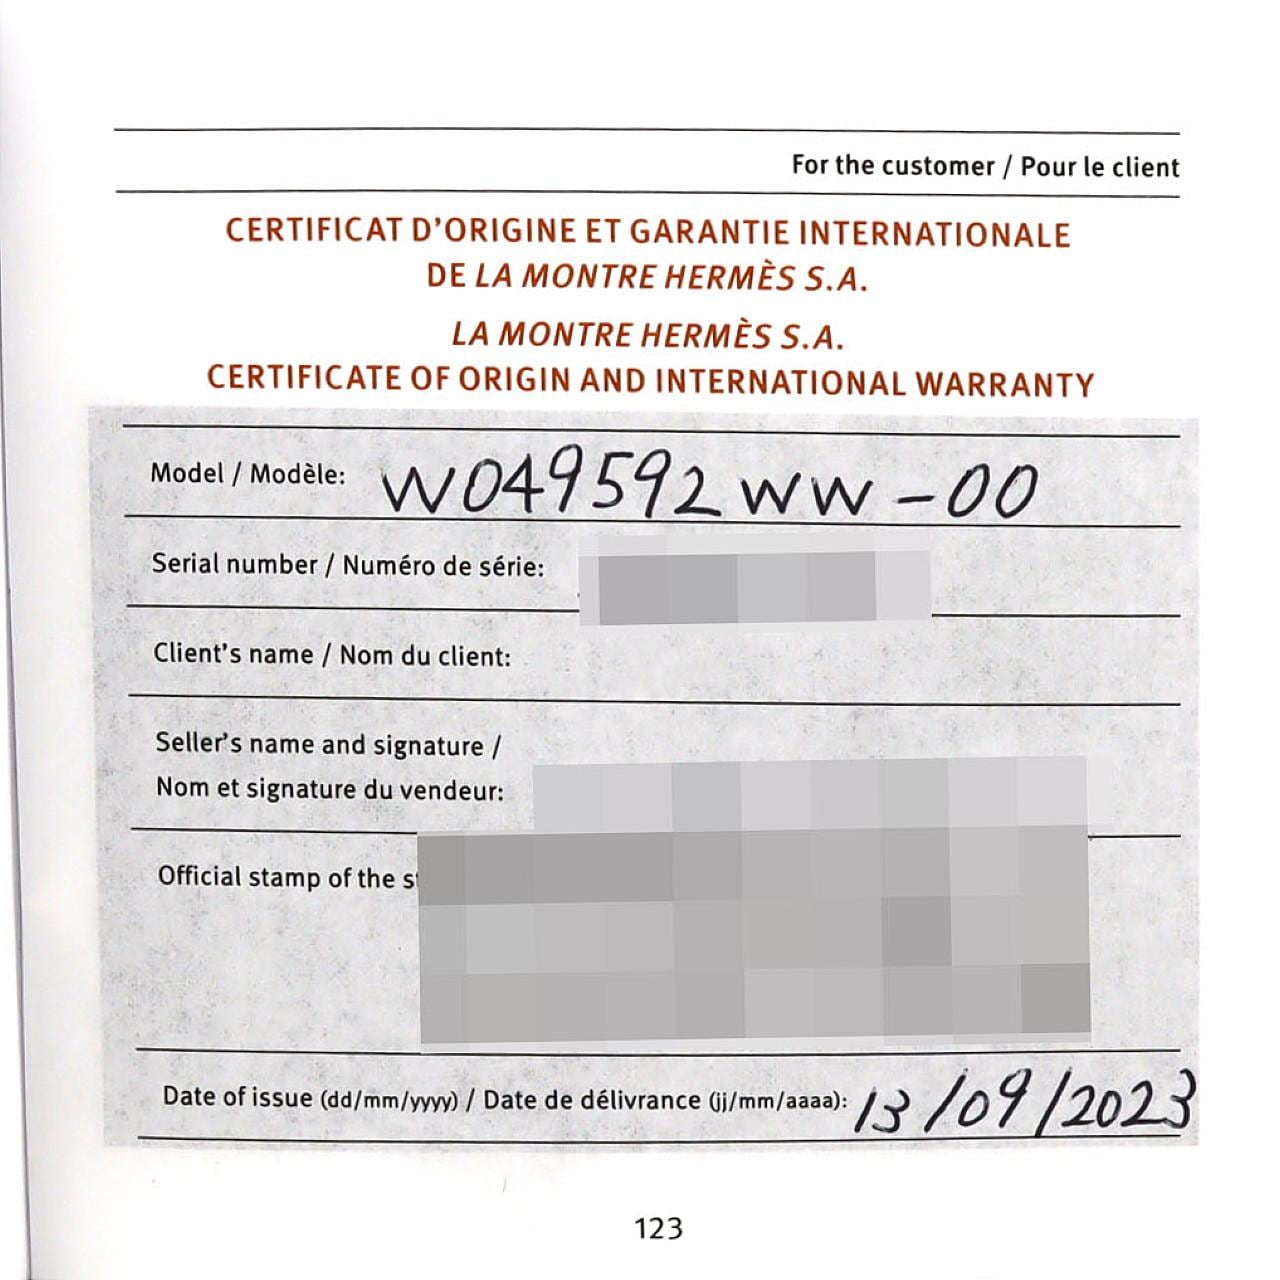 For the customer / Pour le client
CERTIFICAT D’ORIGINE ET GARANTIE INTERNATIONALE
DE LA MONTRE HERMÈS S.A.
LA MONTRE HERMÈS S.A.
CERTIFICATE OF ORIGIN AND INTERNATIONAL WARRANTY
Model / Modèle: W049592WW-00
Serial number / Numéro de série:
Client’s name / Nom du client:
Seller’s name and signature /
Nom et signature du vendeur:
Official stamp of the
Date of issue (dd/mm/yyyy) / Date de délivrance (jj/mm/aaaa): 13/09/2023
123